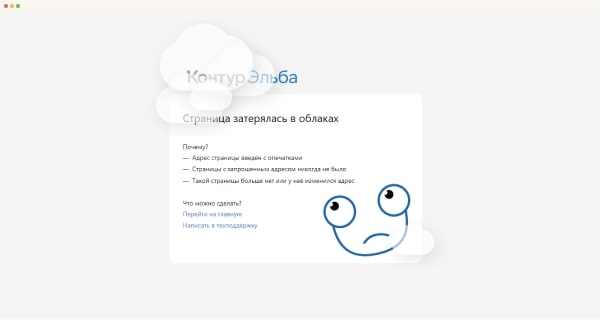 Контур Эльба
Страница затерялась в облаках
Почему?
— Адрес страницы введён с опечатками
— Страницы с запрошенным адресом никогда не было
— Такой страницы больше нет или у неё изменился адрес
Что можно сделать?
Перейти на главную
Написать в техподдержку